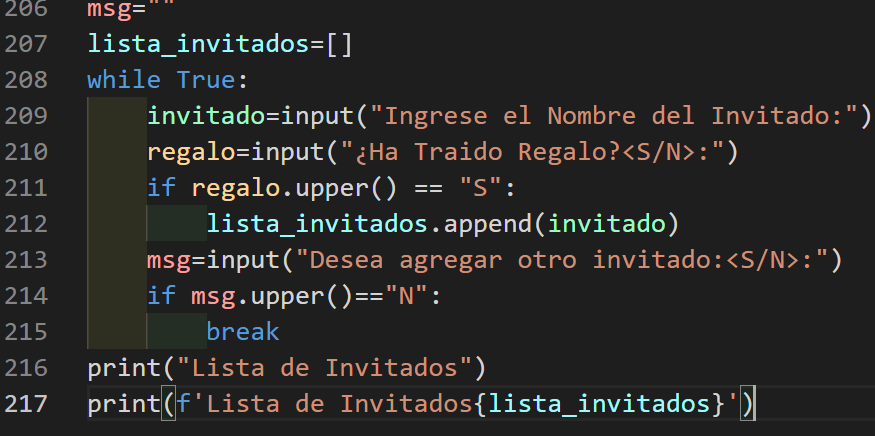 206 msg=""
207 lista_invitados=[]
208 while True:
209 invitado=input("Ingrese el Nombre del Invitado:")
210 regalo=input("¿Ha Traido Regalo?<S/N>:")
211 if regalo.upper() == "S":
212 lista_invitados.append(invitado)
213 msg=input("Desea agregar otro invitado:<S/N>:")
214 if msg.upper()=="N":
215 break
216 print("Lista de Invitados")
217 print(f'Lista de Invitados{lista_invitados}')